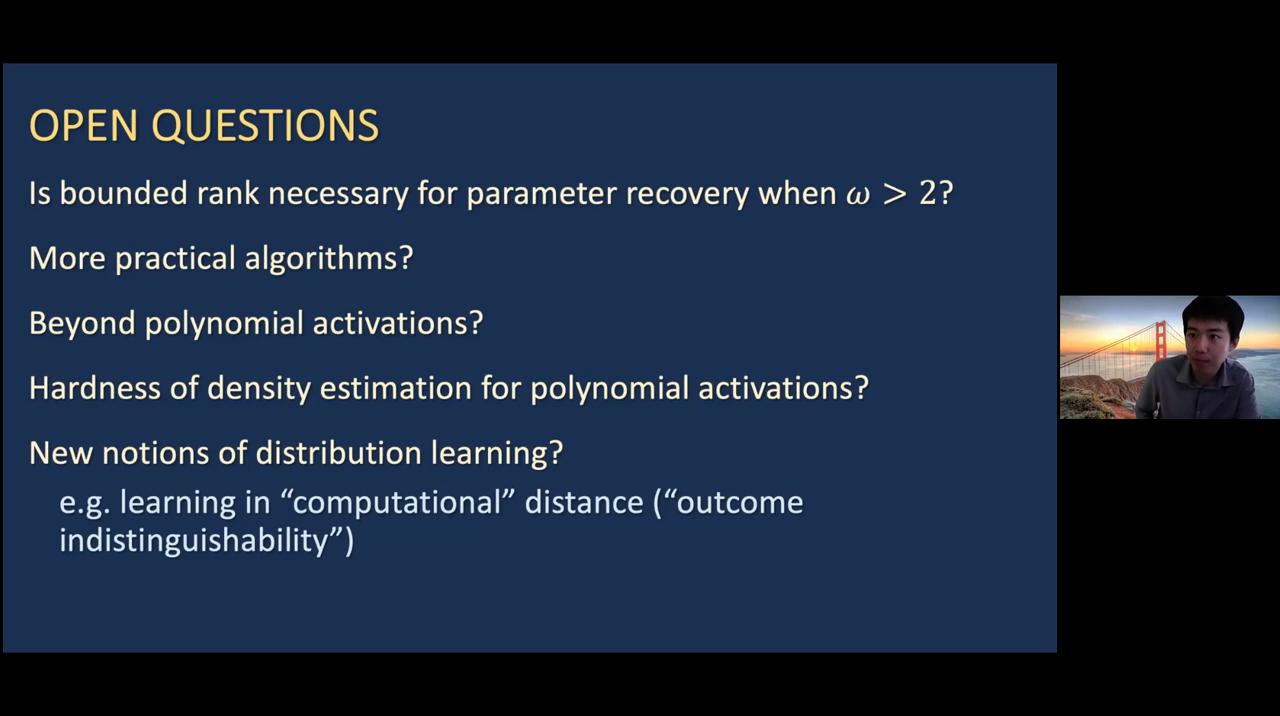 OPEN QUESTIONS
Is bounded rank necessary for parameter recovery when ω > 2?
More practical algorithms?
Beyond polynomial activations?
Hardness of density estimation for polynomial activations?
New notions of distribution learning?
e.g. learning in “computational” distance (“outcome
indistinguishability”)